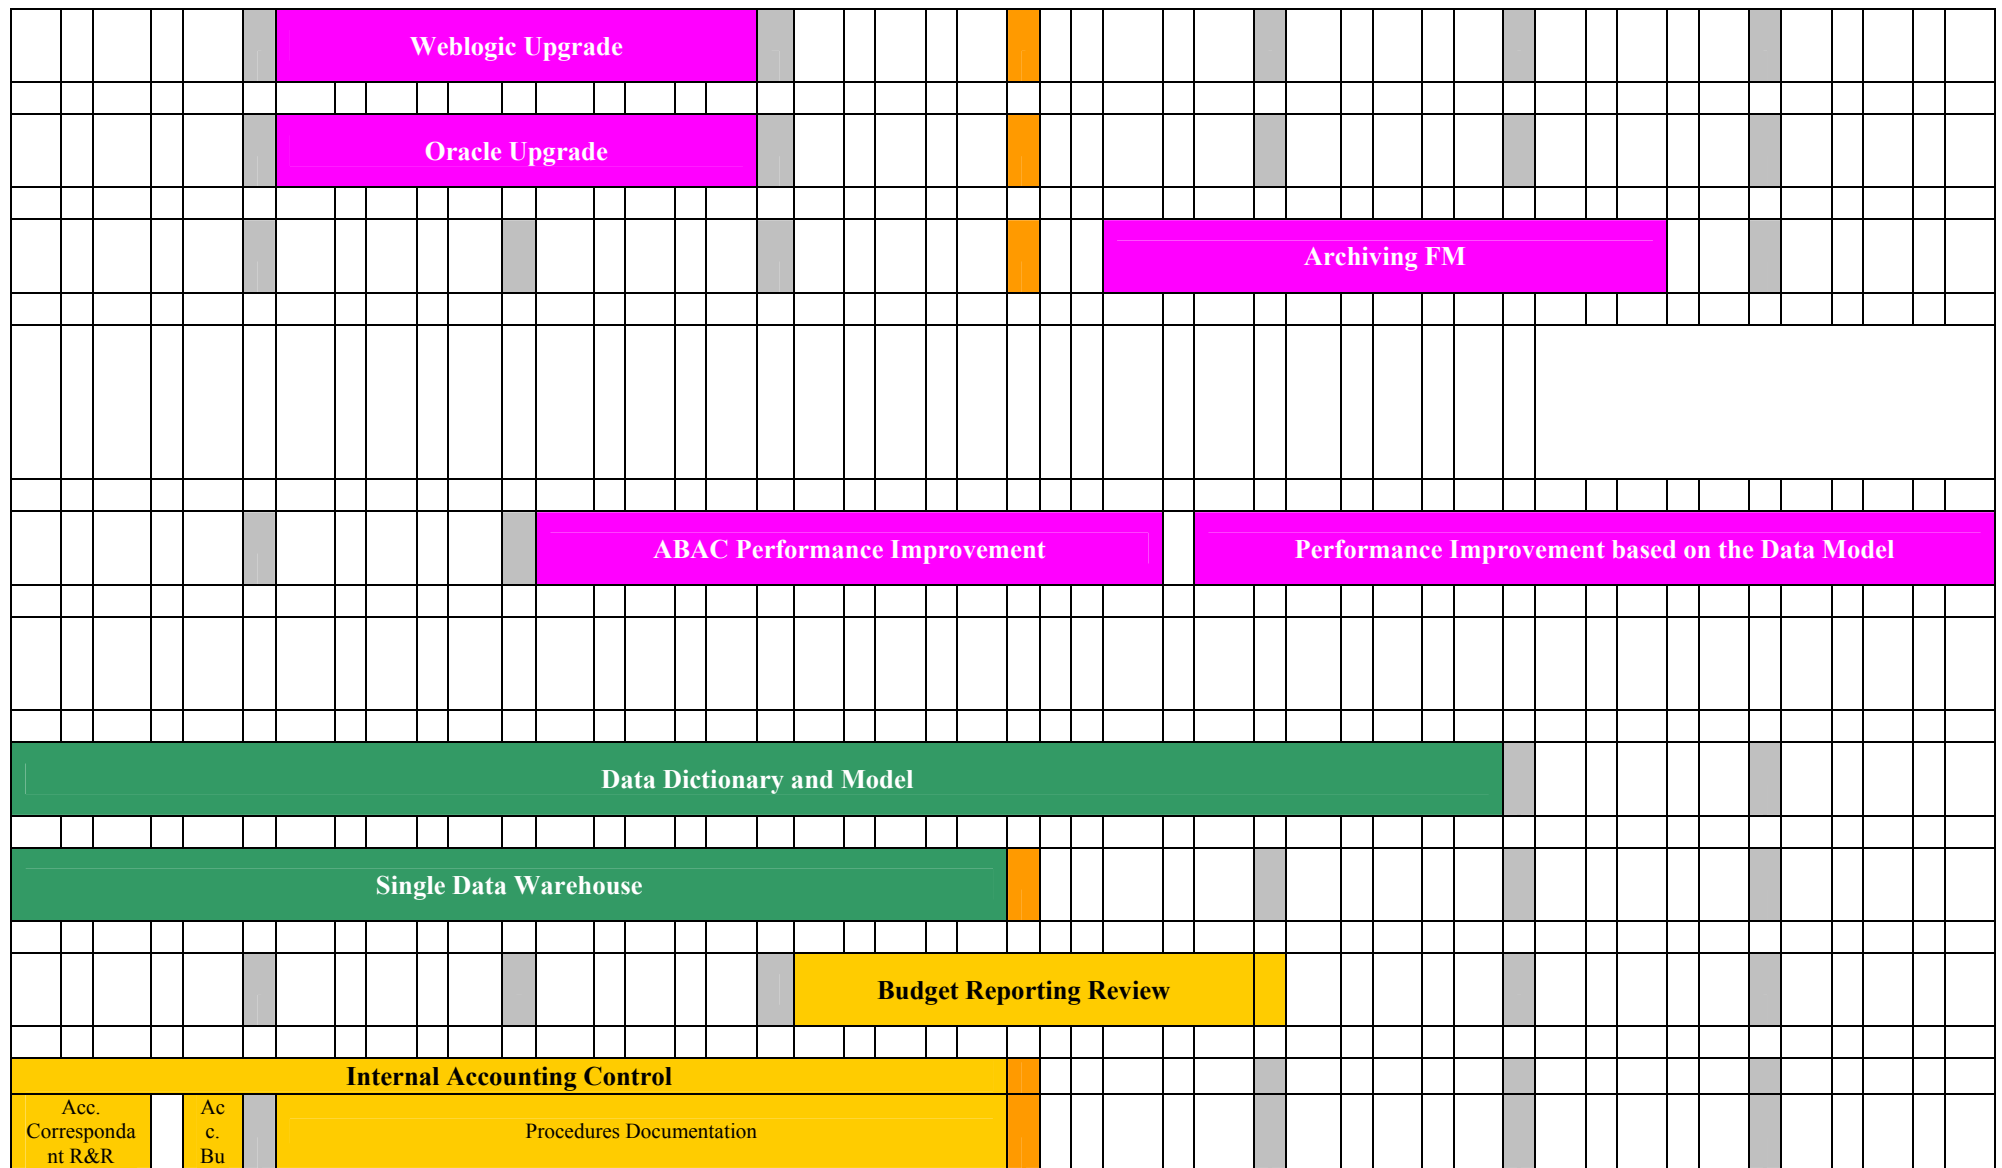 Weblogic Upgrade
Oracle Upgrade
Archiving FM
ABAC Performance Improvement
Performance Improvement based on the Data Model
Data Dictionary and Model
Single Data Warehouse
Budget Reporting Review
Internal Accounting Control
Acc.
Corresponda
nt R&R
Ac
c.
Bu
Procedures Documentation